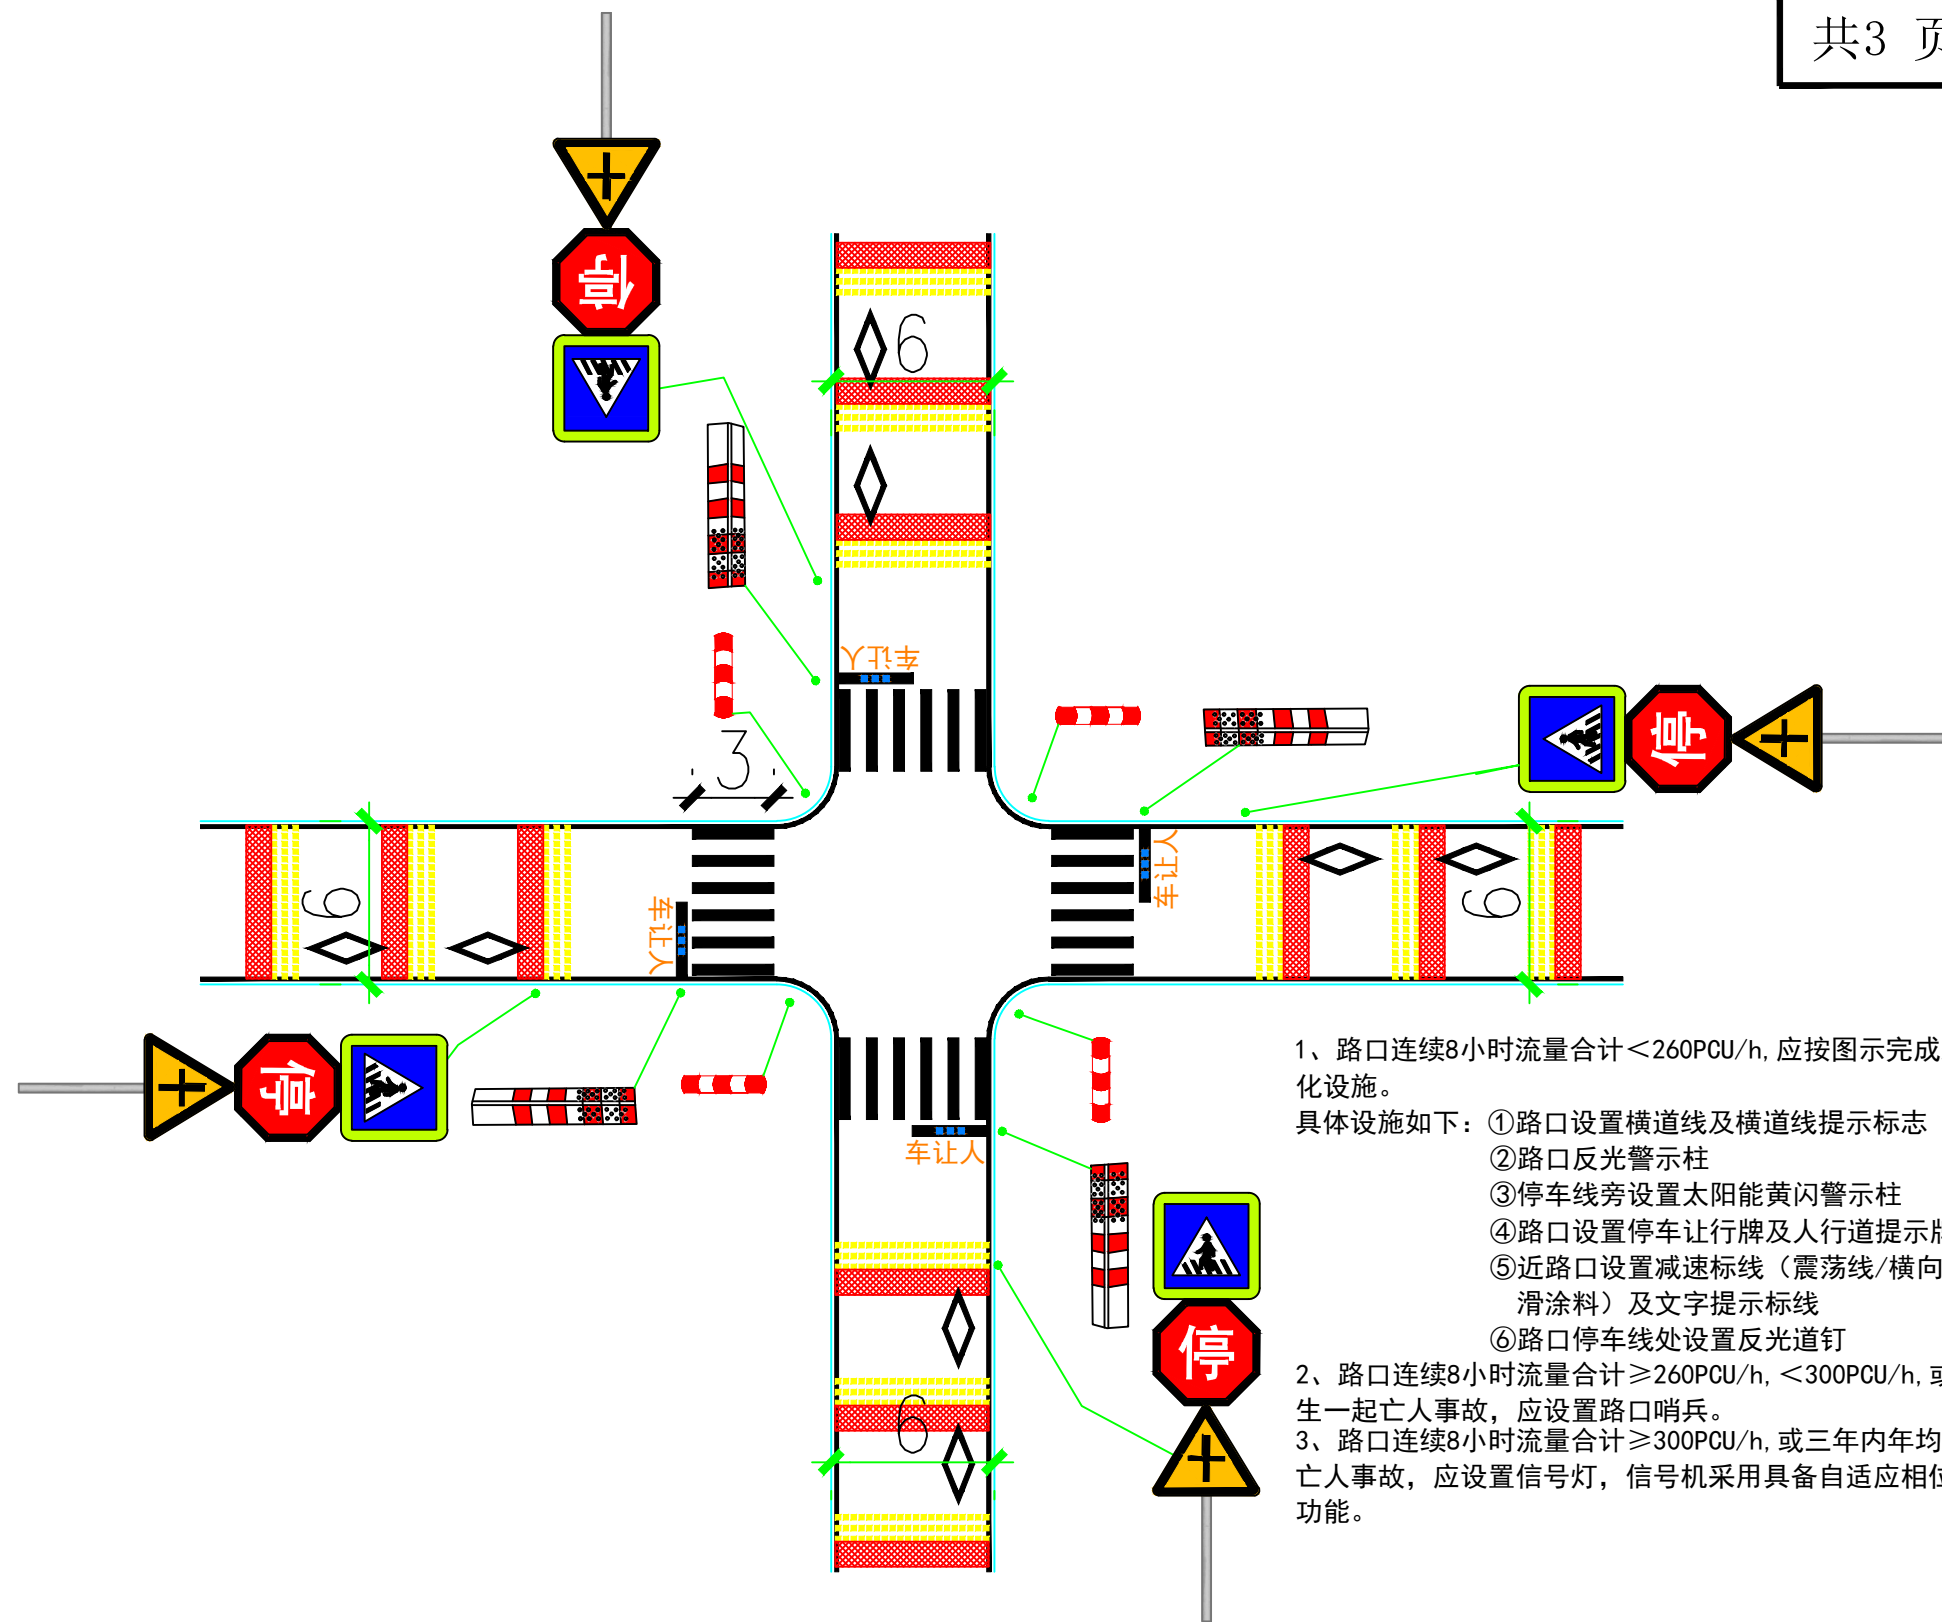 共3 页
停
6
车让人
3
停
车让人
6
车让人
6
停
车让人
停
6
1、路口连续8小时流量合计＜260PCU/h,应按图示完成
化设施。
具体设施如下：①路口设置横道线及横道线提示标志
②路口反光警示柱
③停车线旁设置太阳能黄闪警示柱
④路口设置停车让行牌及人行道提示牌
⑤近路口设置减速标线（震荡线/横向
滑涂料）及文字提示标线
⑥路口停车线处设置反光道钉
2、路口连续8小时流量合计≥260PCU/h,＜300PCU/h,或
生一起亡人事故，应设置路口哨兵。
3、路口连续8小时流量合计≥300PCU/h,或三年内年均
亡人事故，应设置信号灯，信号机采用具备自适应相位
功能。